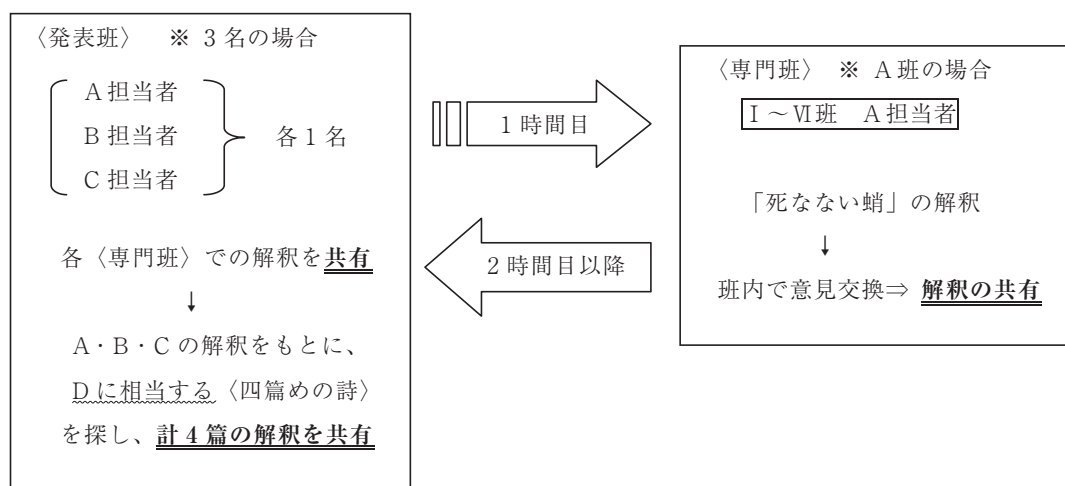 〈発表班〉 ※ 3名の場合
A担当者
B担当者
C担当者
各1名
各〈専門班〉での解釈を共有
↓
A・B・Cの解釈をもとに、
Dに相当する〈四篇めの詩〉
を探し、計4篇の解釈を共有
1時間目
2時間目以降
〈専門班〉 ※ A班の場合
Ⅰ～Ⅵ班 A担当者
「死なない蛸」の解釈
↓
班内で意見交換⇒ 解釈の共有